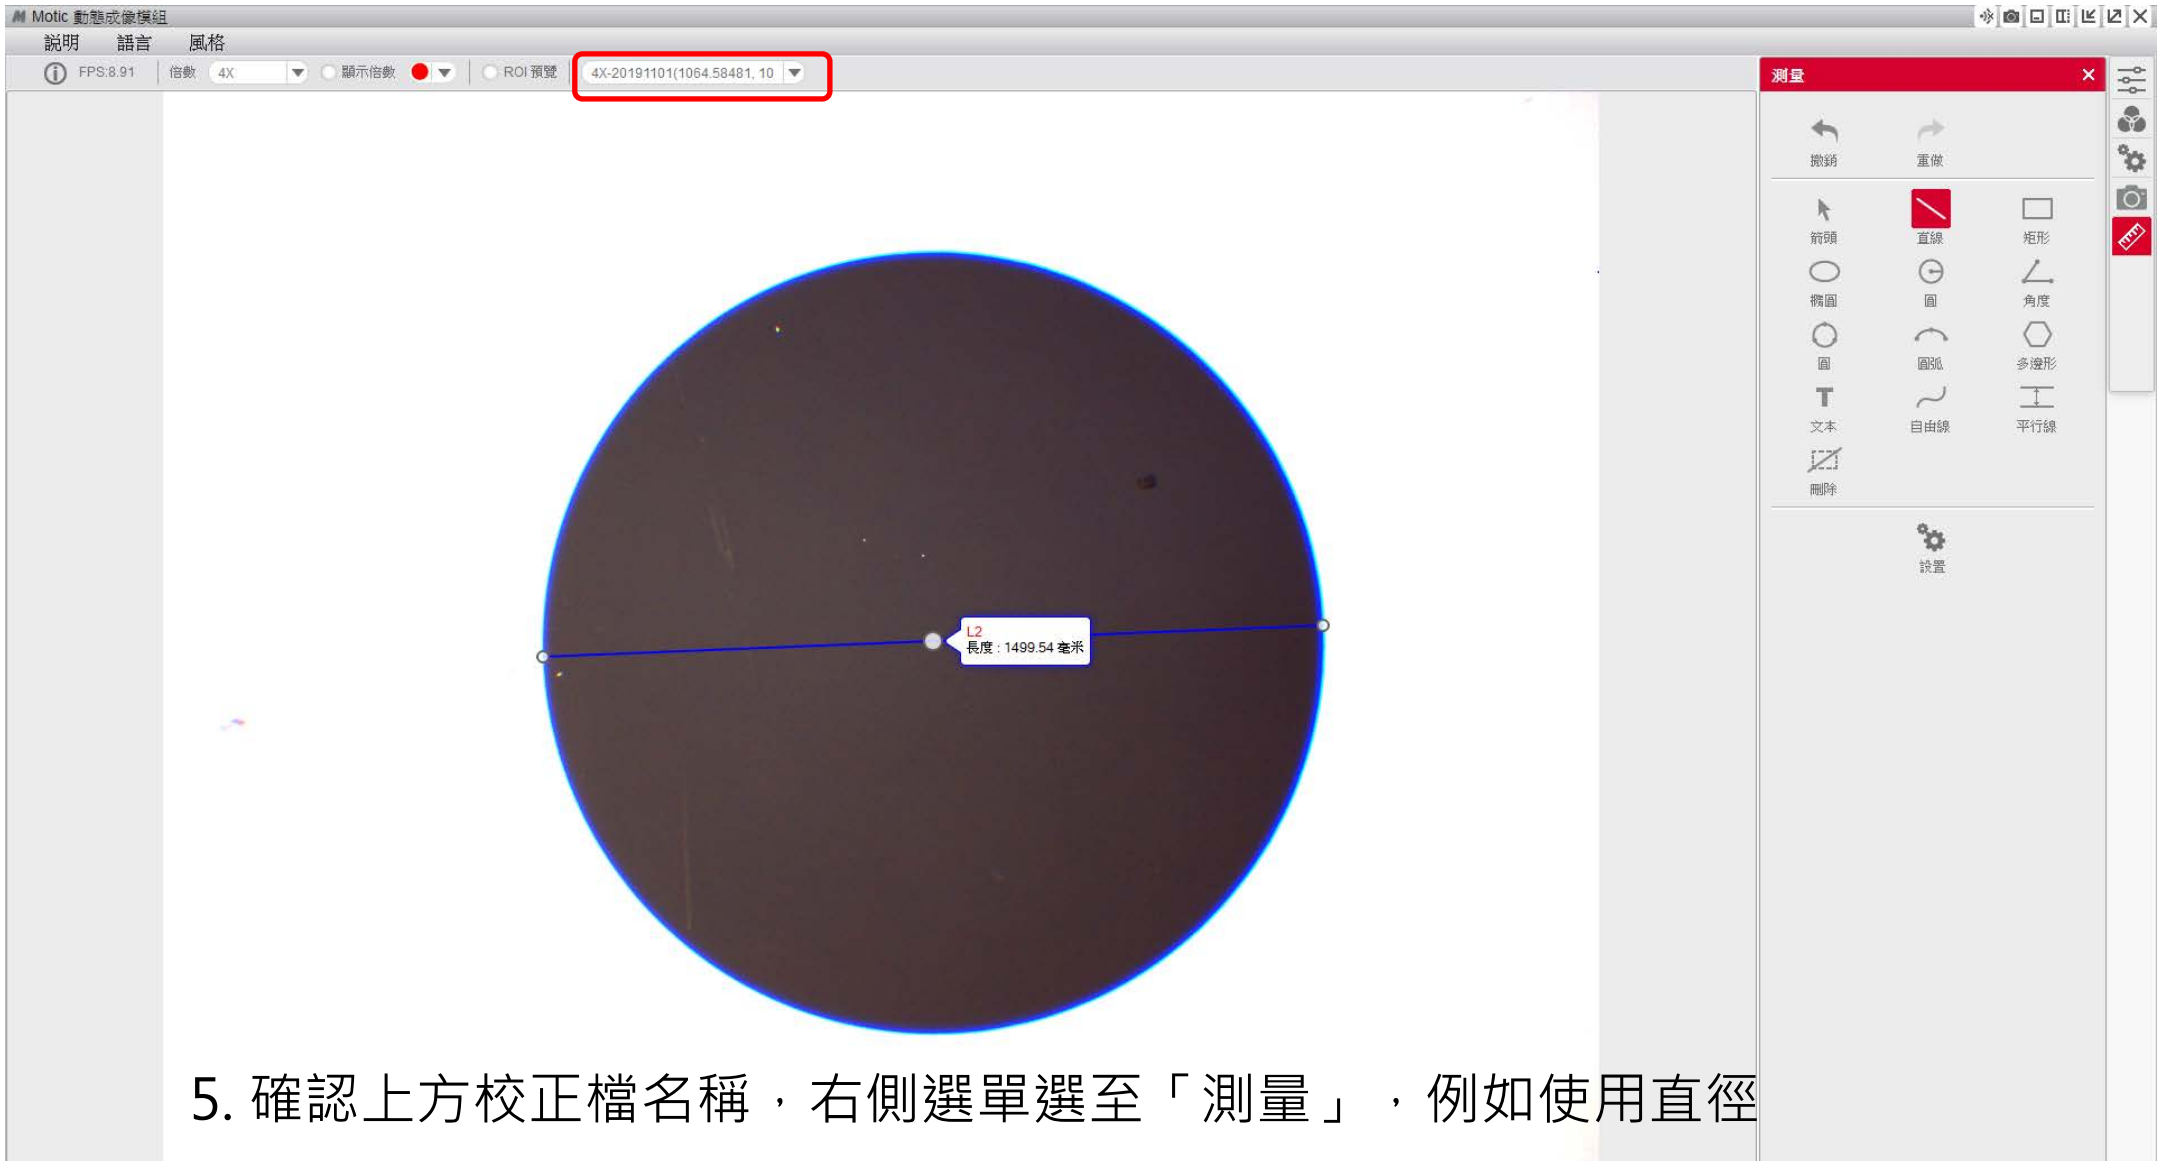 Motic 動態成像模組
説明 語言 風格
FPS:8.91 倍數 4X 顯示倍數 ROI 預覽 4X-20191101(1064.58481, 10
測量
撤銷 重做
箭頭 直線 矩形
橢圓 圓 角度
圓 圓弧 多邊形
文本 自由線 平行線
刪除
設置
L2
長度 : 1499.54 毫米
5. 確認上方校正檔名稱，右側選單選至「測量」，例如使用直徑